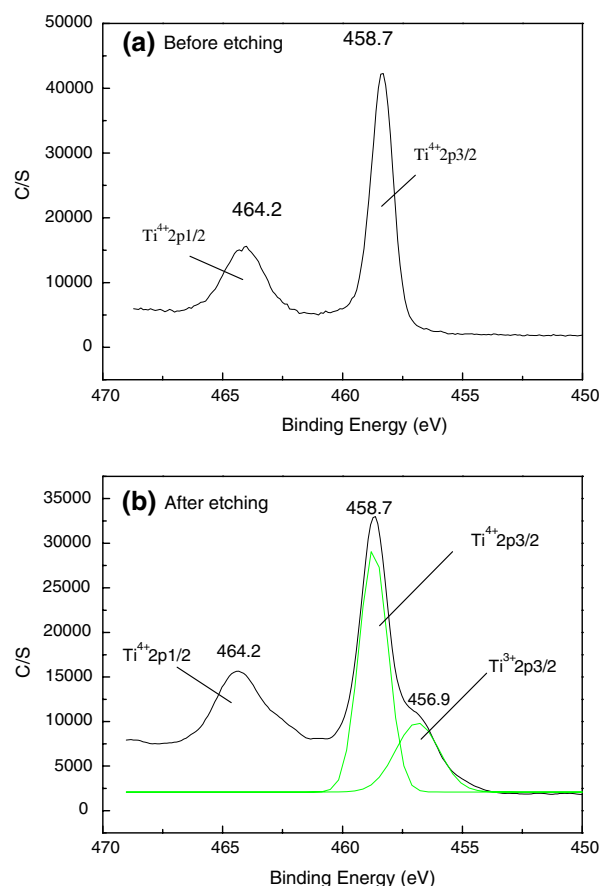 (a) Before etching
458.7
Ti⁴⁺2p3/2
464.2
Ti⁴⁺2p1/2
C/S
50000
40000
30000
20000
10000
0
470 465 460 455 450
Binding Energy (eV)
(b) After etching
458.7
Ti⁴⁺2p3/2
Ti⁴⁺2p1/2
464.2
Ti³⁺2p3/2
456.9
C/S
35000
30000
25000
20000
15000
10000
5000
0
470 465 460 455 450
Binding Energy (eV)